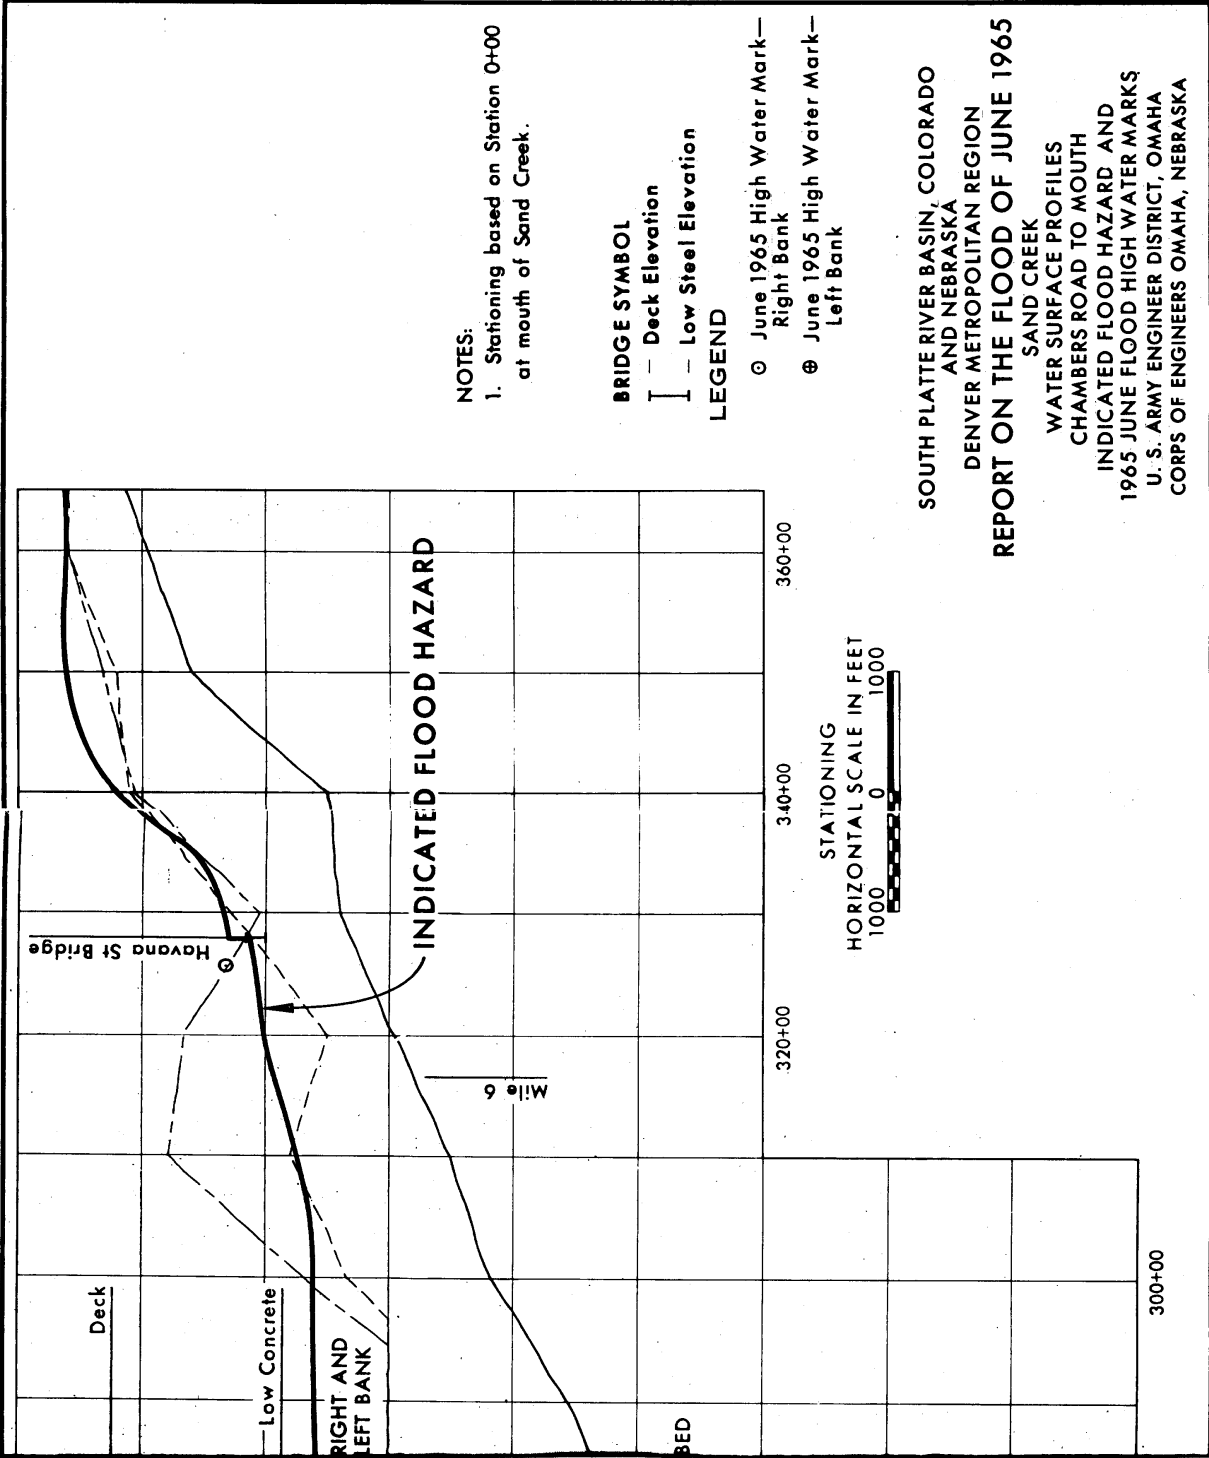 NOTES:
1. Stationing based on Station 0+00
at mouth of Sand Creek.
BRIDGE SYMBOL
— Deck Elevation
— Low Steel Elevation
LEGEND
⊙ June 1965 High Water Mark—
Right Bank
⊕ June 1965 High Water Mark—
Left Bank
SOUTH PLATTE RIVER BASIN, COLORADO
AND NEBRASKA
DENVER METROPOLITAN REGION
REPORT ON THE FLOOD OF JUNE 1965
SAND CREEK
WATER SURFACE PROFILES
CHAMBERS ROAD TO MOUTH
INDICATED FLOOD HAZARD AND
1965 JUNE FLOOD HIGH WATER MARKS
U. S. ARMY ENGINEER DISTRICT, OMAHA
CORPS OF ENGINEERS OMAHA, NEBRASKA
Deck
Low Concrete
RIGHT AND
LEFT BANK
BED
Havana St Bridge
INDICATED FLOOD HAZARD
Mile 6
300+00
320+00
340+00
360+00
STATIONING
HORIZONTAL SCALE IN FEET
1000 0 1000